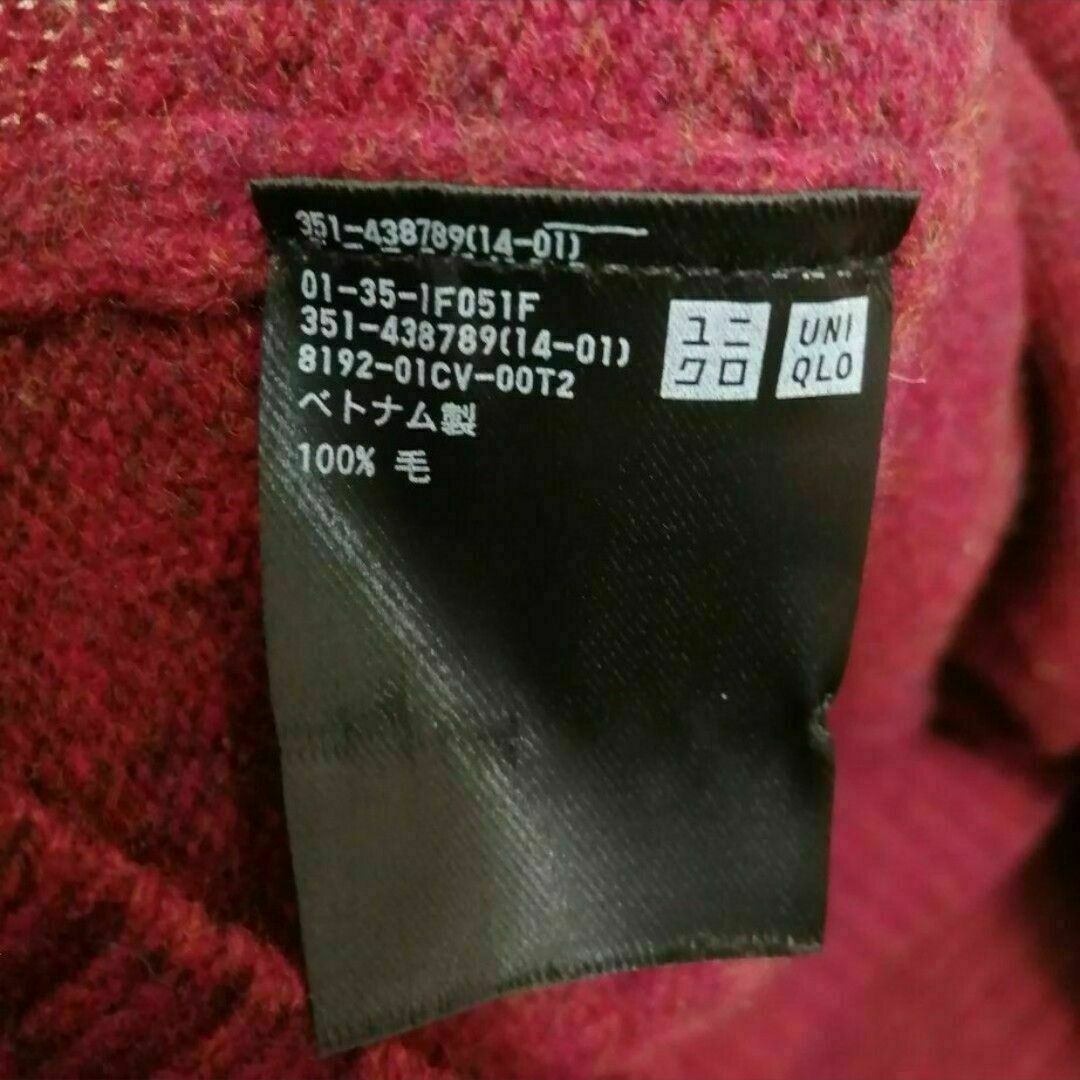 351-438789(14-01)
01-35-1F051F
351-438789(14-01)
8192-01CV-00T2
ベトナム製
100% 毛
ユニ
クロ
UNI
QLO